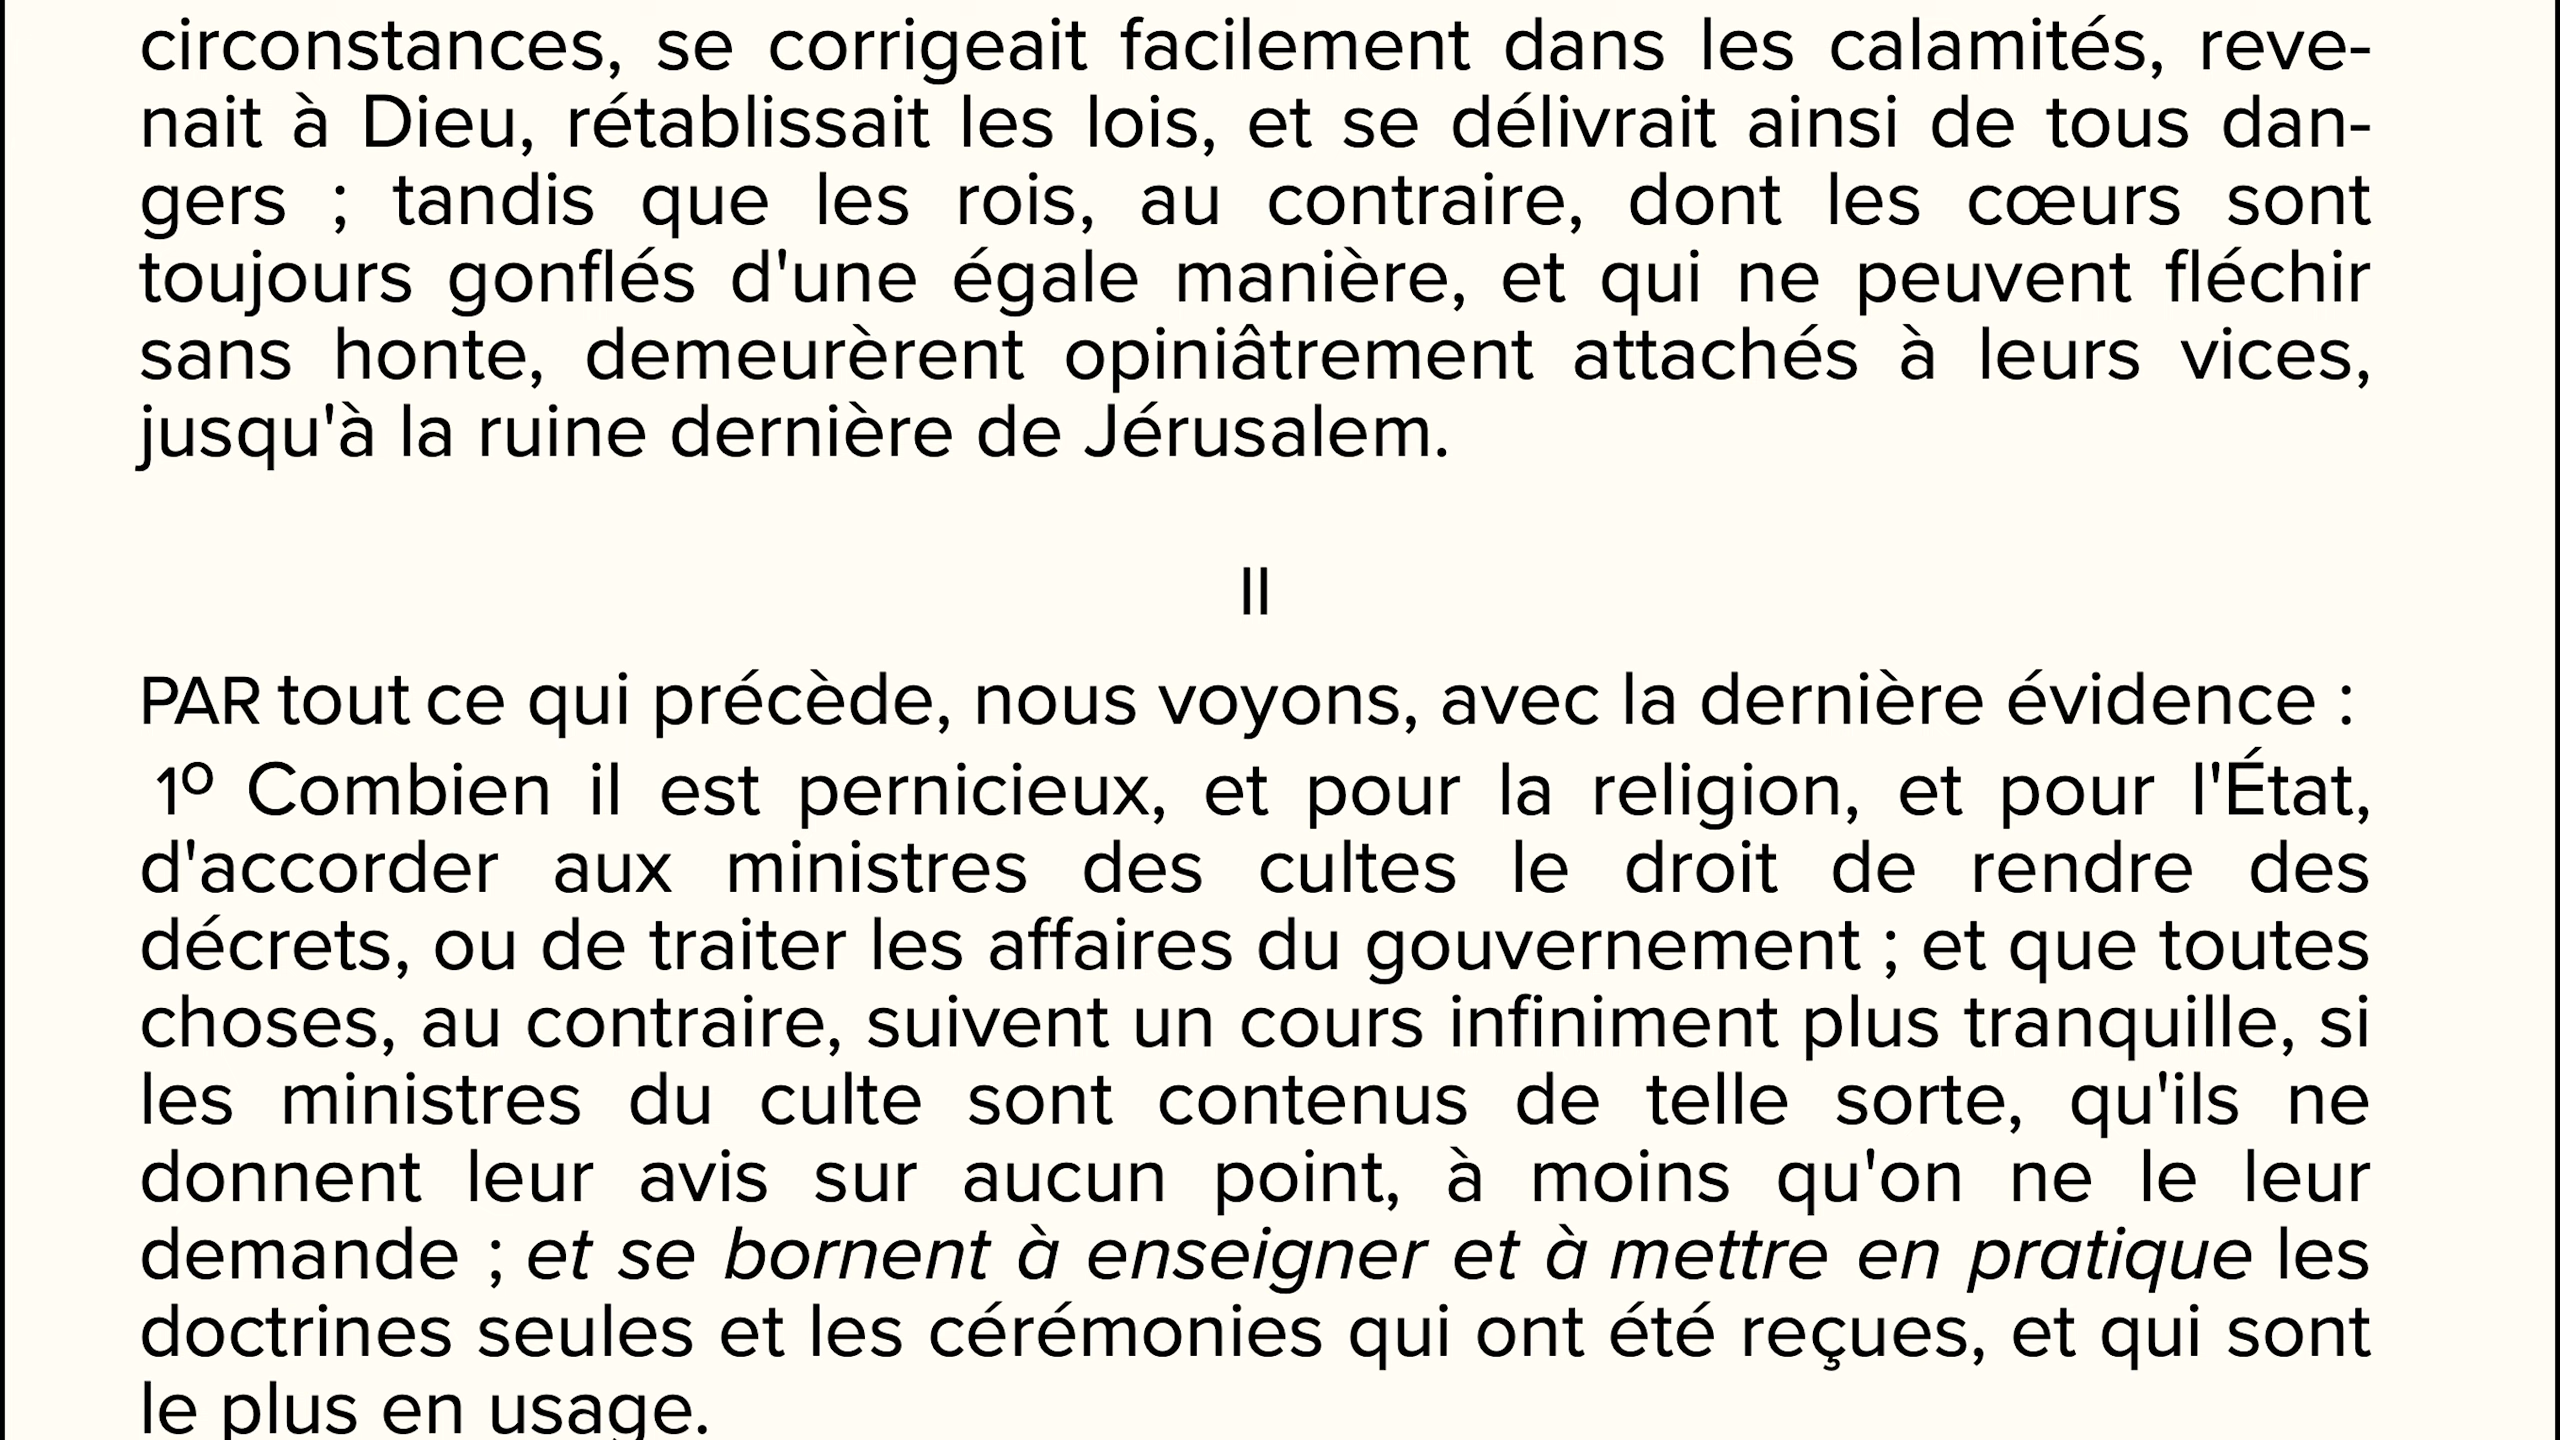 circonstances, se corrigeait facilement dans les calamités, reve-
nait à Dieu, rétablissait les lois, et se délivrait ainsi de tous dan-
gers ; tandis que les rois, au contraire, dont les cœurs sont
toujours gonflés d'une égale manière, et qui ne peuvent fléchir
sans honte, demeurèrent opiniâtrement attachés à leurs vices,
jusqu'à la ruine dernière de Jérusalem.
II
PAR tout ce qui précède, nous voyons, avec la dernière évidence :
1º Combien il est pernicieux, et pour la religion, et pour l'État,
d'accorder aux ministres des cultes le droit de rendre des
décrets, ou de traiter les affaires du gouvernement ; et que toutes
choses, au contraire, suivent un cours infiniment plus tranquille, si
les ministres du culte sont contenus de telle sorte, qu'ils ne
donnent leur avis sur aucun point, à moins qu'on ne le leur
demande ; et se bornent à enseigner et à mettre en pratique les
doctrines seules et les cérémonies qui ont été reçues, et qui sont
le plus en usage.